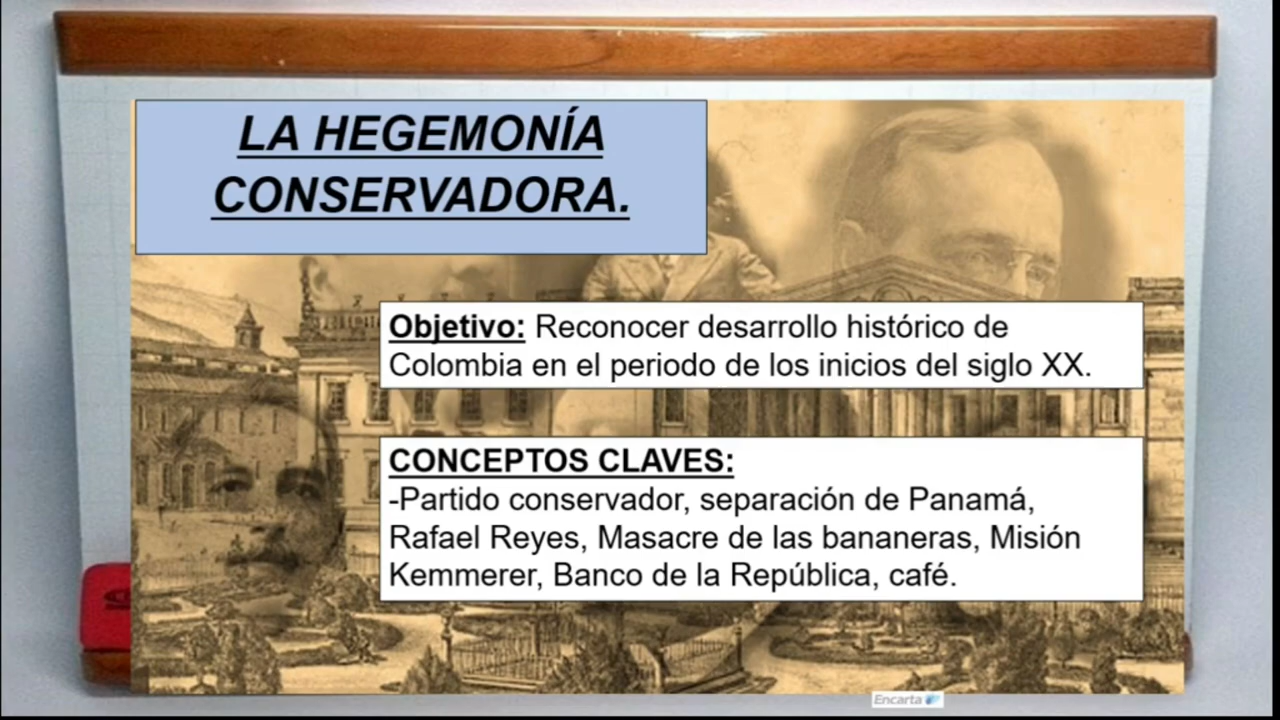 LA HEGEMONÍA
CONSERVADORA.
Objetivo: Reconocer desarrollo histórico de
Colombia en el periodo de los inicios del siglo XX.
CONCEPTOS CLAVES:
-Partido conservador, separación de Panamá,
Rafael Reyes, Masacre de las bananeras, Misión
Kemmerer, Banco de la República, café.
Encarta